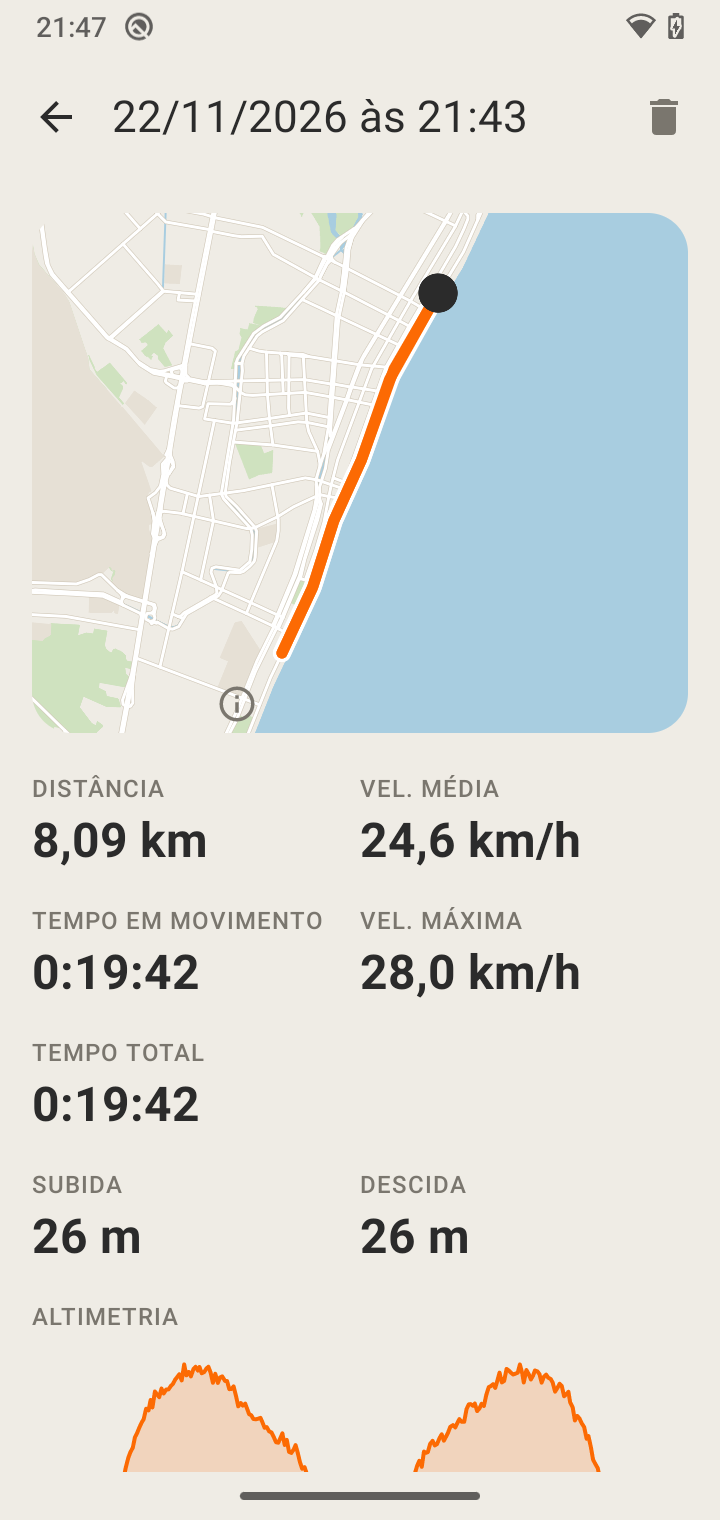 21:47
22/11/2026 às 21:43
DISTÂNCIA
8,09 km
VEL. MÉDIA
24,6 km/h
TEMPO EM MOVIMENTO
0:19:42
VEL. MÁXIMA
28,0 km/h
TEMPO TOTAL
0:19:42
SUBIDA
26 m
DESCIDA
26 m
ALTIMETRIA